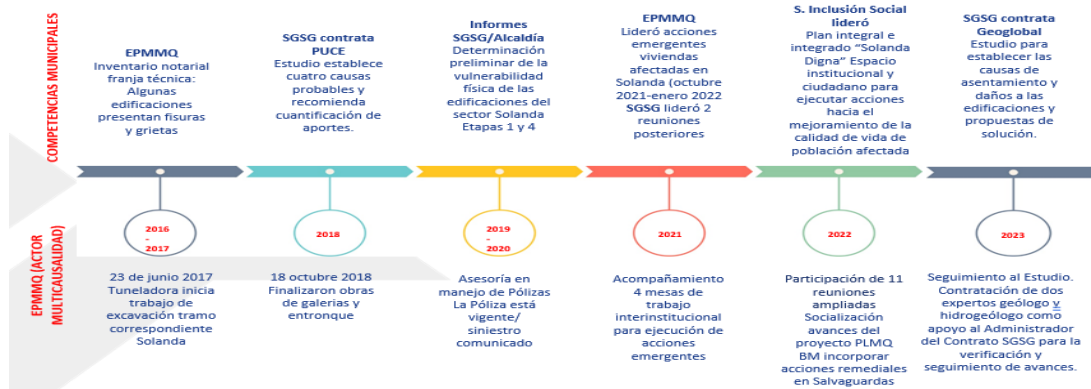 COMPETENCIAS MUNICIPALES
EPMMQ
Inventario notarial
franja técnica:
Algunas
edificaciones
presentan fisuras
y grietas
SGSG contrata
PUCE
Estudio establece
cuatro causas
probables y
recomienda
cuantificación de
aportes.
Informes
SGSG/Alcaldía
Determinación
preliminar de la
vulnerabilidad
física de las
edificaciones del
sector Solanda
Etapas 1 y 4
EPMMQ
Lideró acciones
emergentes
viviendas
afectadas en
Solanda (octubre
2021-enero 2022
SGSG lideró 2
reuniones
posteriores
S. Inclusión Social
lideró
Plan integral e
integrado “Solanda
Digna” Espacio
institucional y
ciudadano para
ejecutar acciones
hacia el
mejoramiento de la
calidad de vida de
población afectada
SGSG contrata
Geoglobal
Estudio para
establecer las
causas de
asentamiento y
daños a las
edificaciones y
propuestas de
solución.
2016
-
2017
2018
2019
-
2020
2021
2022
2023
EPMMQ (ACTOR
MULTICAUSALIDAD)
23 de junio 2017
Tuneladora inicia
trabajo de
excavación tramo
correspondiente
Solanda
18 octubre 2018
Finalizaron obras
de galerias y
entronque
Asesoría en
manejo de Pólizas
La Póliza está
vigente/
siniestro
comunicado
Acompañamiento
4 mesas de
trabajo
interinstitucional
para ejecución de
acciones
emergentes
Participación de 11
reuniones
ampliadas
Socialización
avances del
proyecto PLMQ
BM incorporar
acciones remediales
en Salvaguardas
Seguimiento al Estudio.
Contratación de dos
expertos geólogo y
hidrogeólogo como
apoyo al Administrador
del Contrato SGSG para la
verificación y
seguimiento de avances.